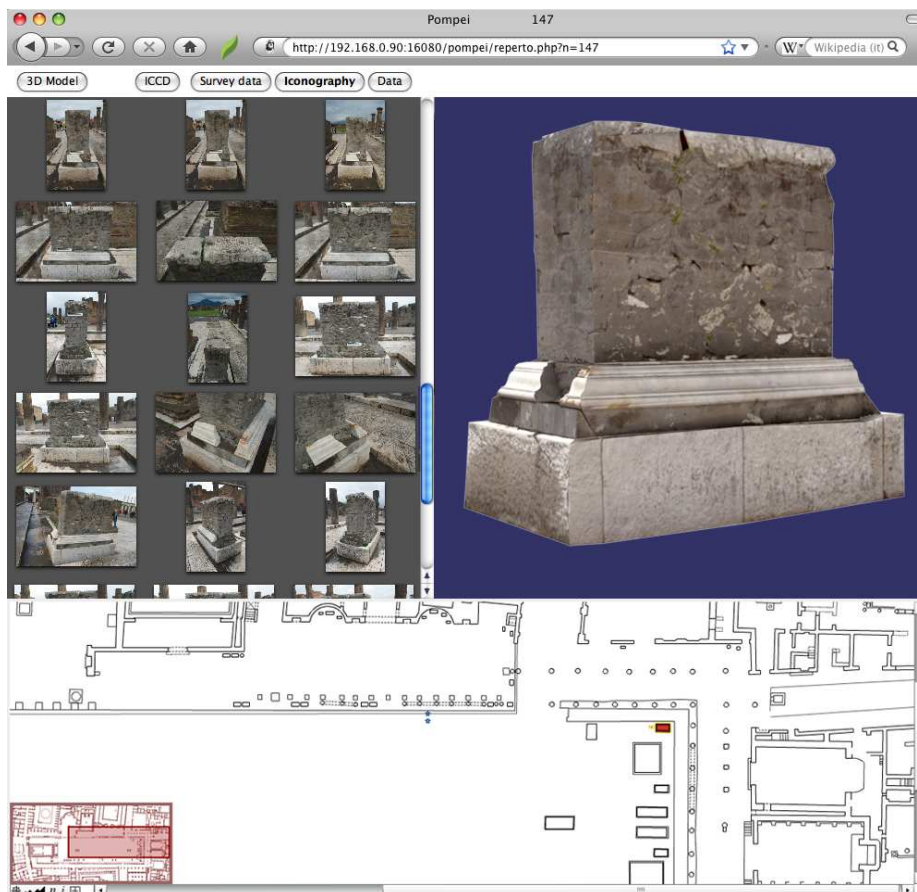 Pompei 147
http://192.168.0.90:16080/pompei/reperto.php?n=147
W Wikipedia (it)
3D Model ICCD Survey data Iconography Data